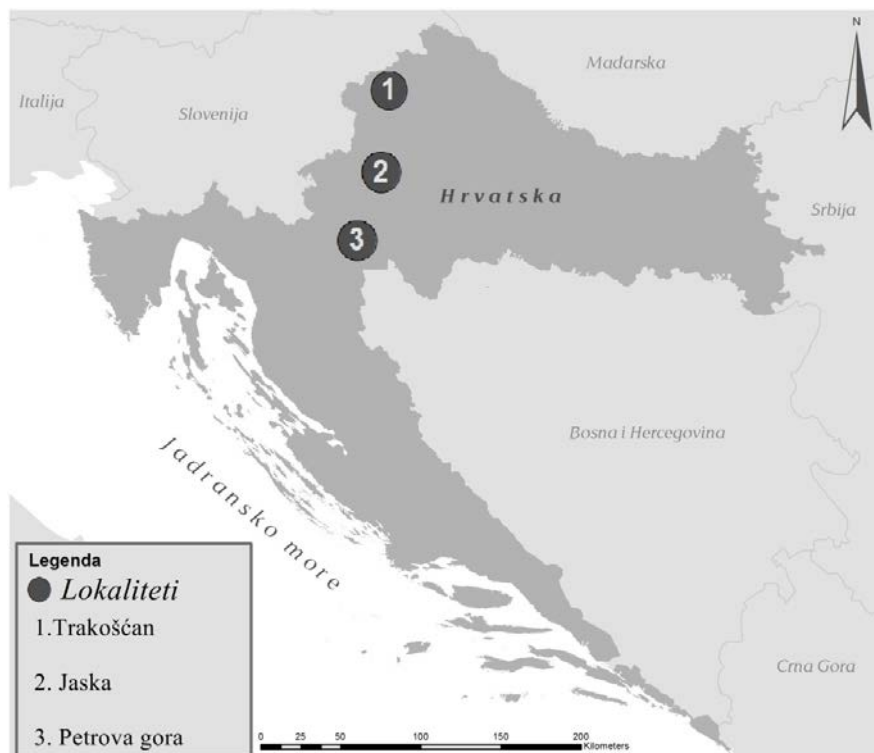 N
Mađarska
Italija
Slovenija
1
2
Hrvatska
Srbija
3
Bosna i Hercegovina
Jadransko more
Crna Gora
Legenda
Lokaliteti
1.Trakošćan
2. Jaska
3. Petrova gora
0 25 50 100 150 200
Kilometers